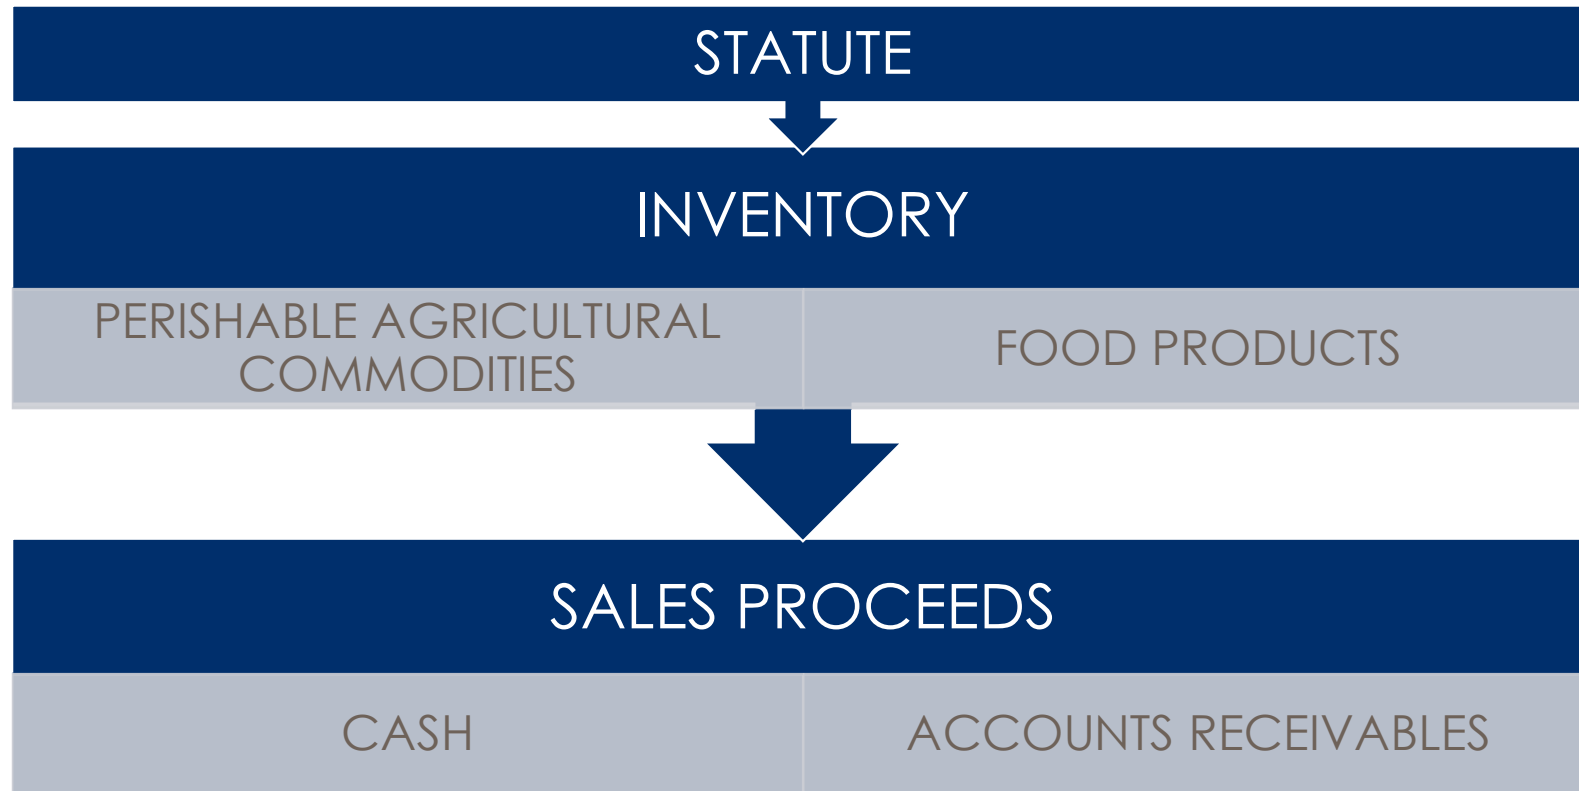 STATUTE
INVENTORY
PERISHABLE AGRICULTURAL
COMMODITIES
FOOD PRODUCTS
SALES PROCEEDS
CASH
ACCOUNTS RECEIVABLES